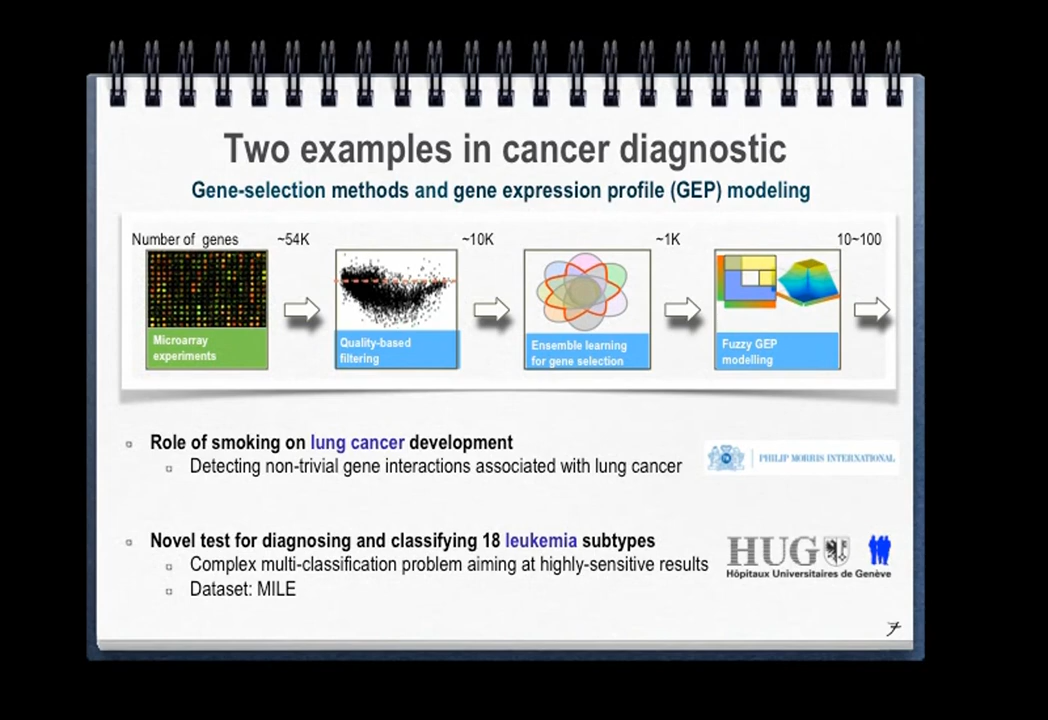 Two examples in cancer diagnostic
Gene-selection methods and gene expression profile (GEP) modeling
Number of genes ~54K ~10K ~1K 10~100
Microarray
experiments
Quality-based
filtering
Ensemble learning
for gene selection
Fuzzy GEP
modelling
Role of smoking on lung cancer development
Detecting non-trivial gene interactions associated with lung cancer
PHILIP MORRIS INTERNATIONAL
Novel test for diagnosing and classifying 18 leukemia subtypes
Complex multi-classification problem aiming at highly-sensitive results
Dataset: MILE
HUG
Hôpitaux Universitaires de Genève
7